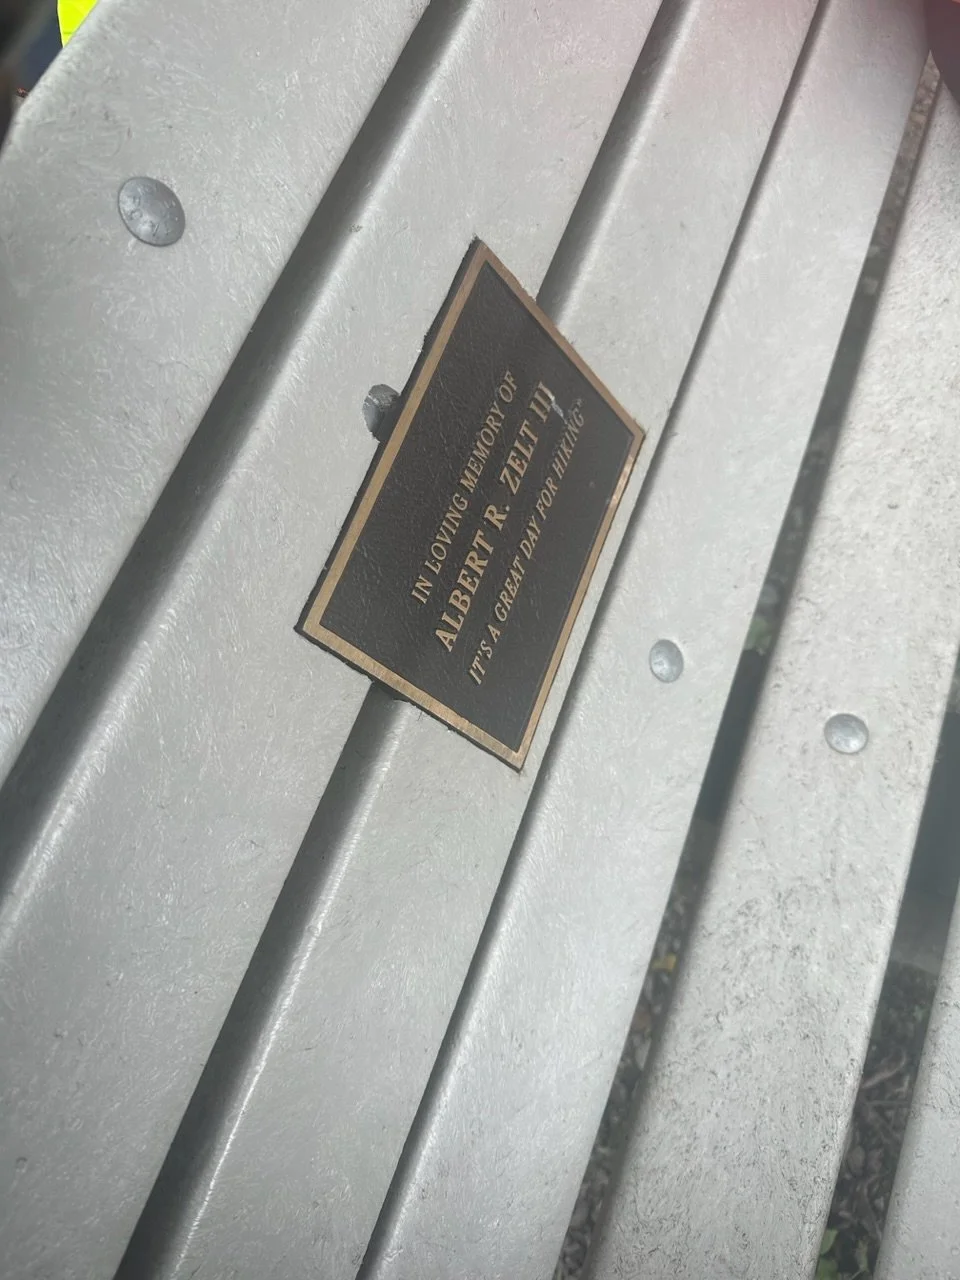 IN LOVING MEMORY OF
ALBERT R. ZELT III
IT'S A GREAT DAY FOR HIKING"